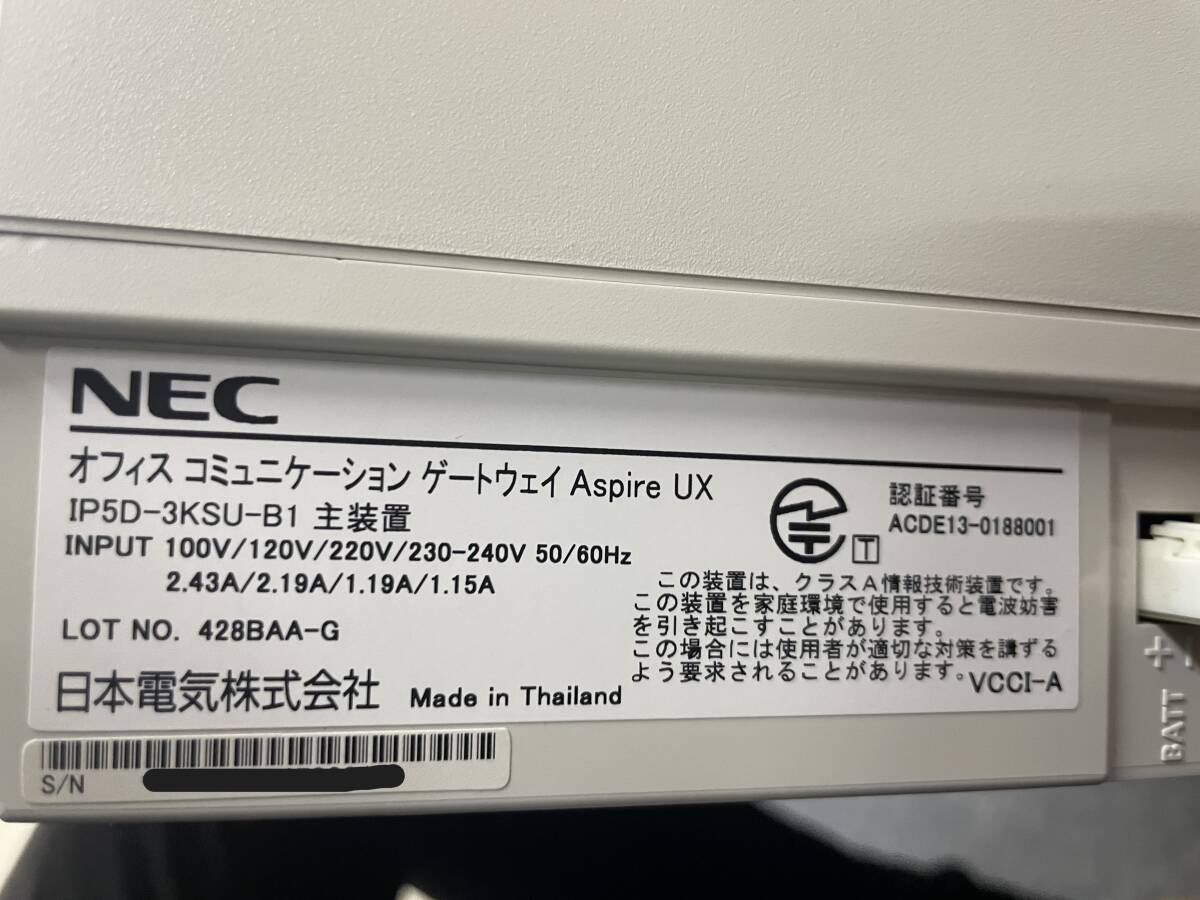 NEC
オフィス コミュニケーション ゲートウェイ Aspire UX
IP5D-3KSU-B1 主装置
INPUT 100V/120V/220V/230-240V 50/60Hz
2.43A/2.19A/1.19A/1.15A
LOT NO. 428BAA-G
日本電気株式会社 Made in Thailand
T
認証番号
ACDE13-0188001
この装置は、クラスA情報技術装置です。
この装置を家庭環境で使用すると電波妨害
を引き起こすことがあります。
この場合には使用者が適切な対策を講ずる
よう要求されることがあります。
VCCI-A
S/N
+
BATT